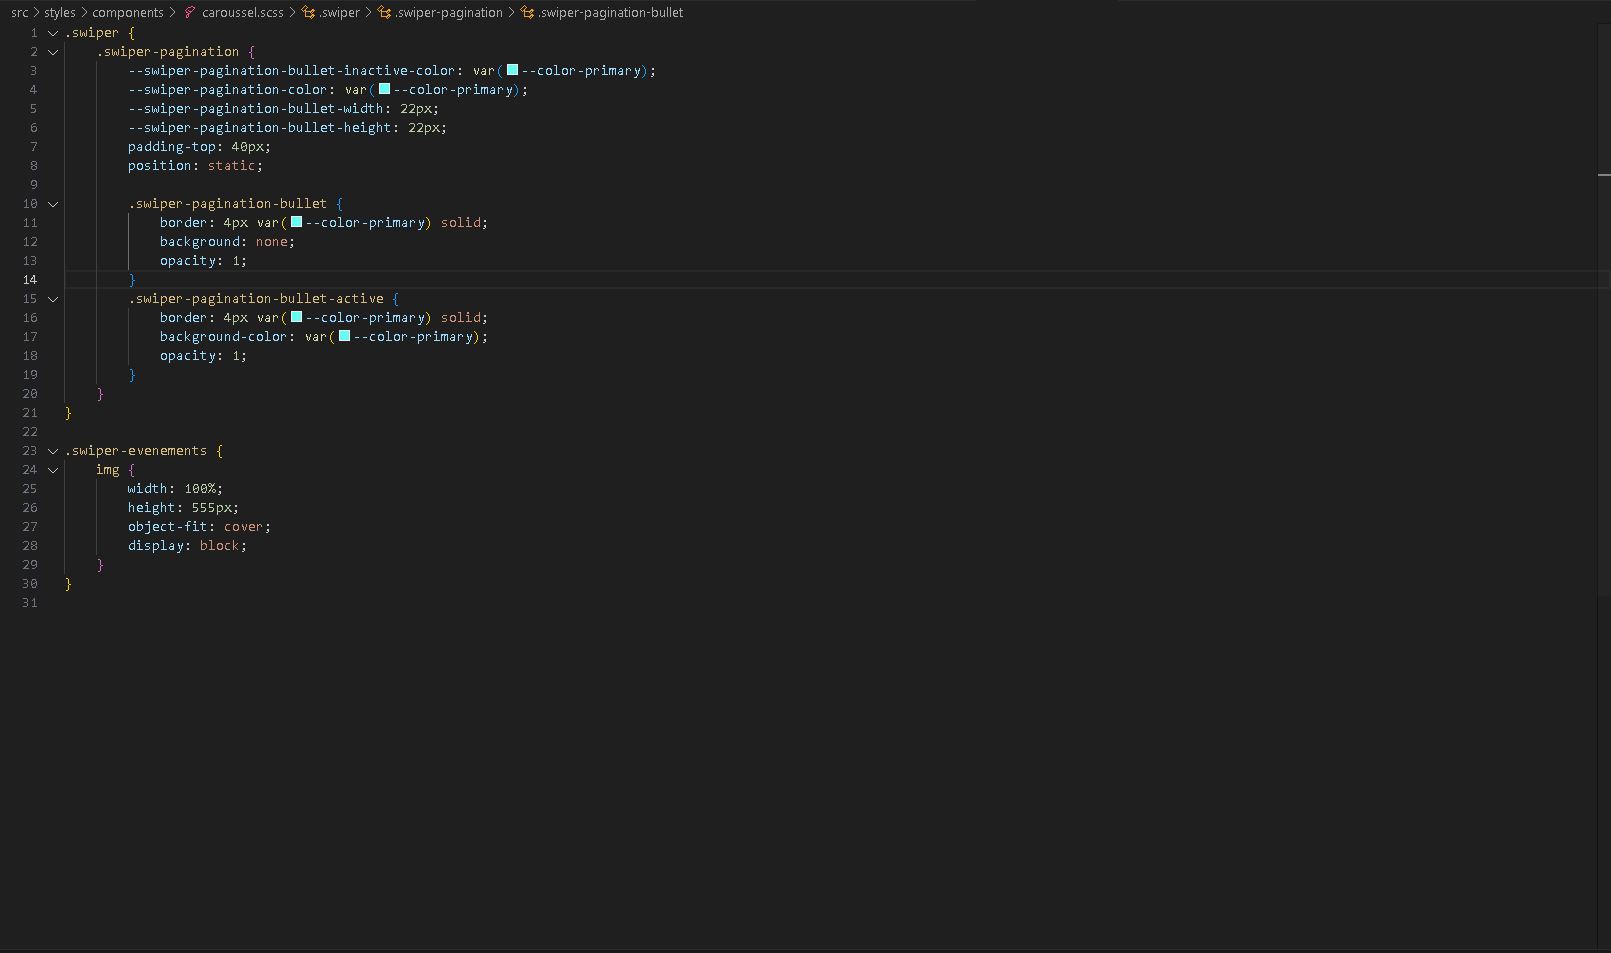 src > styles > components > caroussel.scss > .swiper > .swiper-pagination > .swiper-pagination-bullet
1 .swiper {
2 .swiper-pagination {
3 --swiper-pagination-bullet-inactive-color: var(--color-primary);
4 --swiper-pagination-color: var(--color-primary);
5 --swiper-pagination-bullet-width: 22px;
6 --swiper-pagination-bullet-height: 22px;
7 padding-top: 40px;
8 position: static;
9
10 .swiper-pagination-bullet {
11 border: 4px var(--color-primary) solid;
12 background: none;
13 opacity: 1;
14 }
15 .swiper-pagination-bullet-active {
16 border: 4px var(--color-primary) solid;
17 background-color: var(--color-primary);
18 opacity: 1;
19 }
20 }
21 }
22
23 .swiper-evenements {
24 img {
25 width: 100%;
26 height: 555px;
27 object-fit: cover;
28 display: block;
29 }
30 }
31